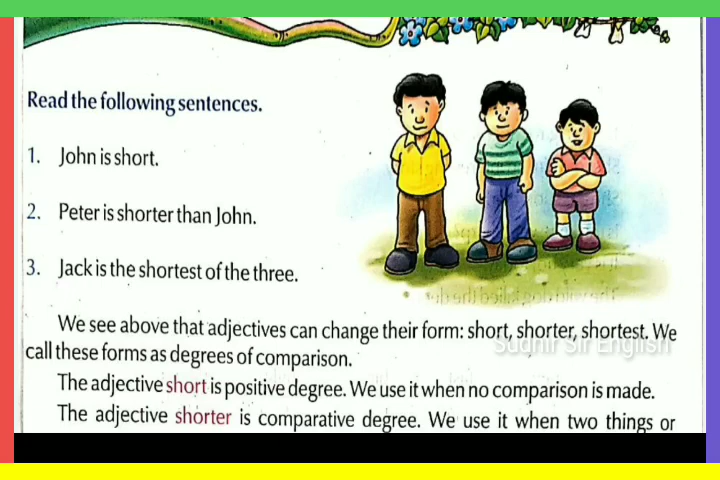 Read the following sentences.
1. John is short.
2. Peter is shorter than John.
3. Jack is the shortest of the three.
We see above that adjectives can change their form: short, shorter, shortest. We
call these forms as degrees of comparison.
Sudhir Sir English
The adjective short is positive degree. We use it when no comparison is made.
The adjective shorter is comparative degree. We use it when two things or